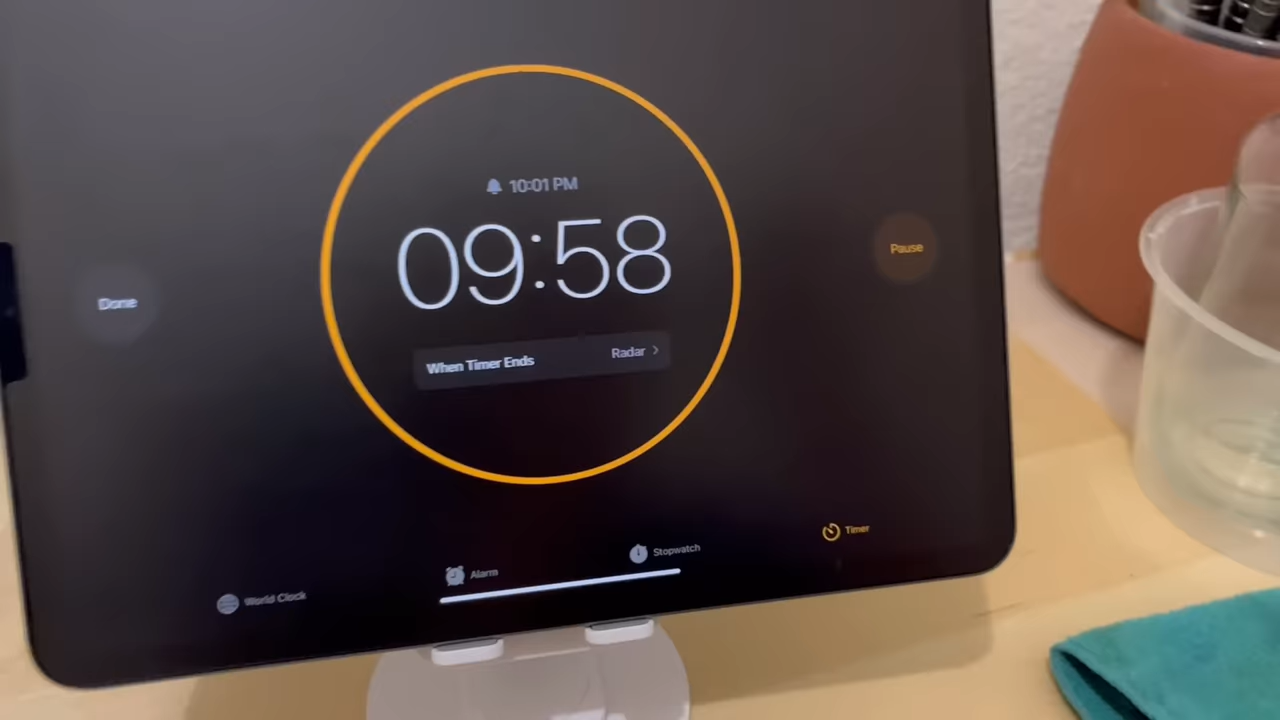 10:01 PM
09:58
Pause
Done
When Timer Ends Radar
Timer
Stopwatch
Alarm
World Clock